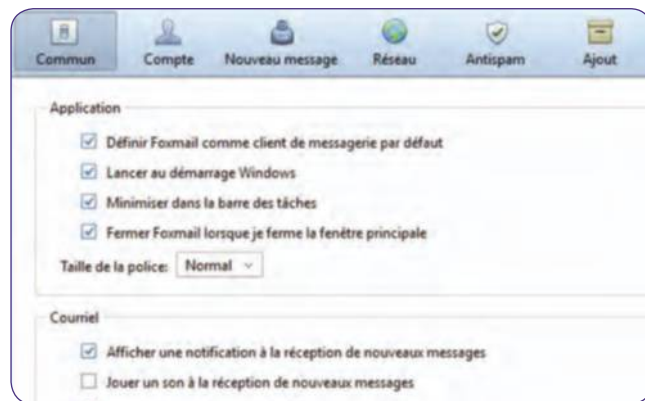 Commun Compte Nouveau message Réseau Antispam Ajout
Application
Définir Foxmail comme client de messagerie par défaut
Lancer au démarrage Windows
Minimiser dans la barre des tâches
Fermer Foxmail lorsque je ferme la fenêtre principale
Taille de la police: Normal
Courriel
Afficher une notification à la réception de nouveaux messages
Jouer un son à la réception de nouveaux messages